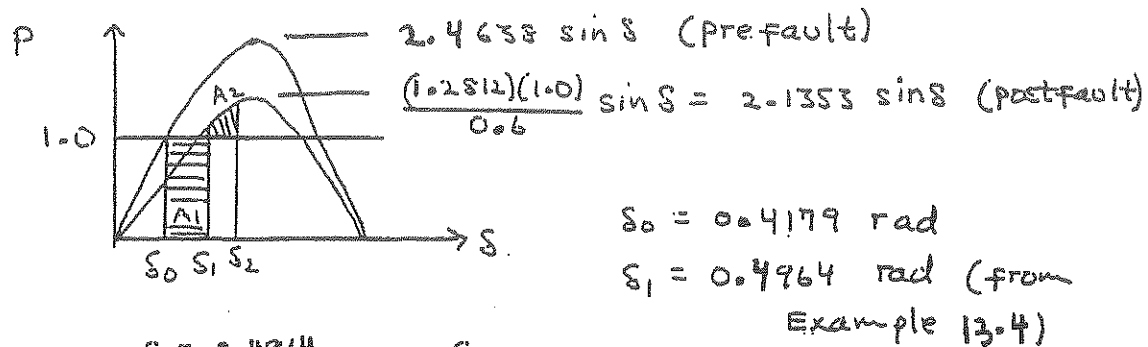 P
2.4638 sin δ (prefault)
A2
(1.2812)(1.0)
0.6
sin δ = 2.1353 sin δ (postfault)
1.0
A1
δ0 δ1 δ2
δ.
δ0 = 0.4179 rad
δ1 = 0.4964 rad (from
Example 13.4)